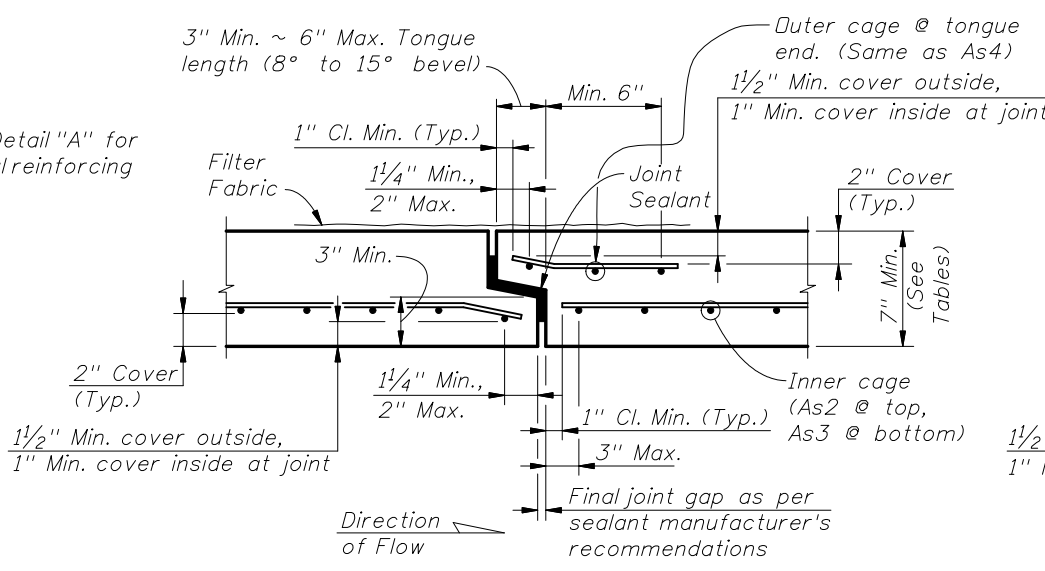 3" Min. ~ 6" Max. Tongue
length (8° to 15° bevel)
Outer cage @ tongue
end. (Same as As4)
Min. 6"
1½" Min. cover outside,
1" Min. cover inside at joint
Detail "A" for
reinforcing
1" Cl. Min. (Typ.)
Filter
Fabric
1¼" Min.,
2" Max.
Joint
Sealant
2" Cover
(Typ.)
3" Min.
7" Min.
(See
Tables)
2" Cover
(Typ.)
1¼" Min.,
2" Max.
Inner cage
(As2 @ top,
As3 @ bottom)
1" Cl. Min. (Typ.)
1½" Min. cover outside,
1" Min. cover inside at joint
3" Max.
1½
1"
Direction
of Flow
Final joint gap as per
sealant manufacturer's
recommendations